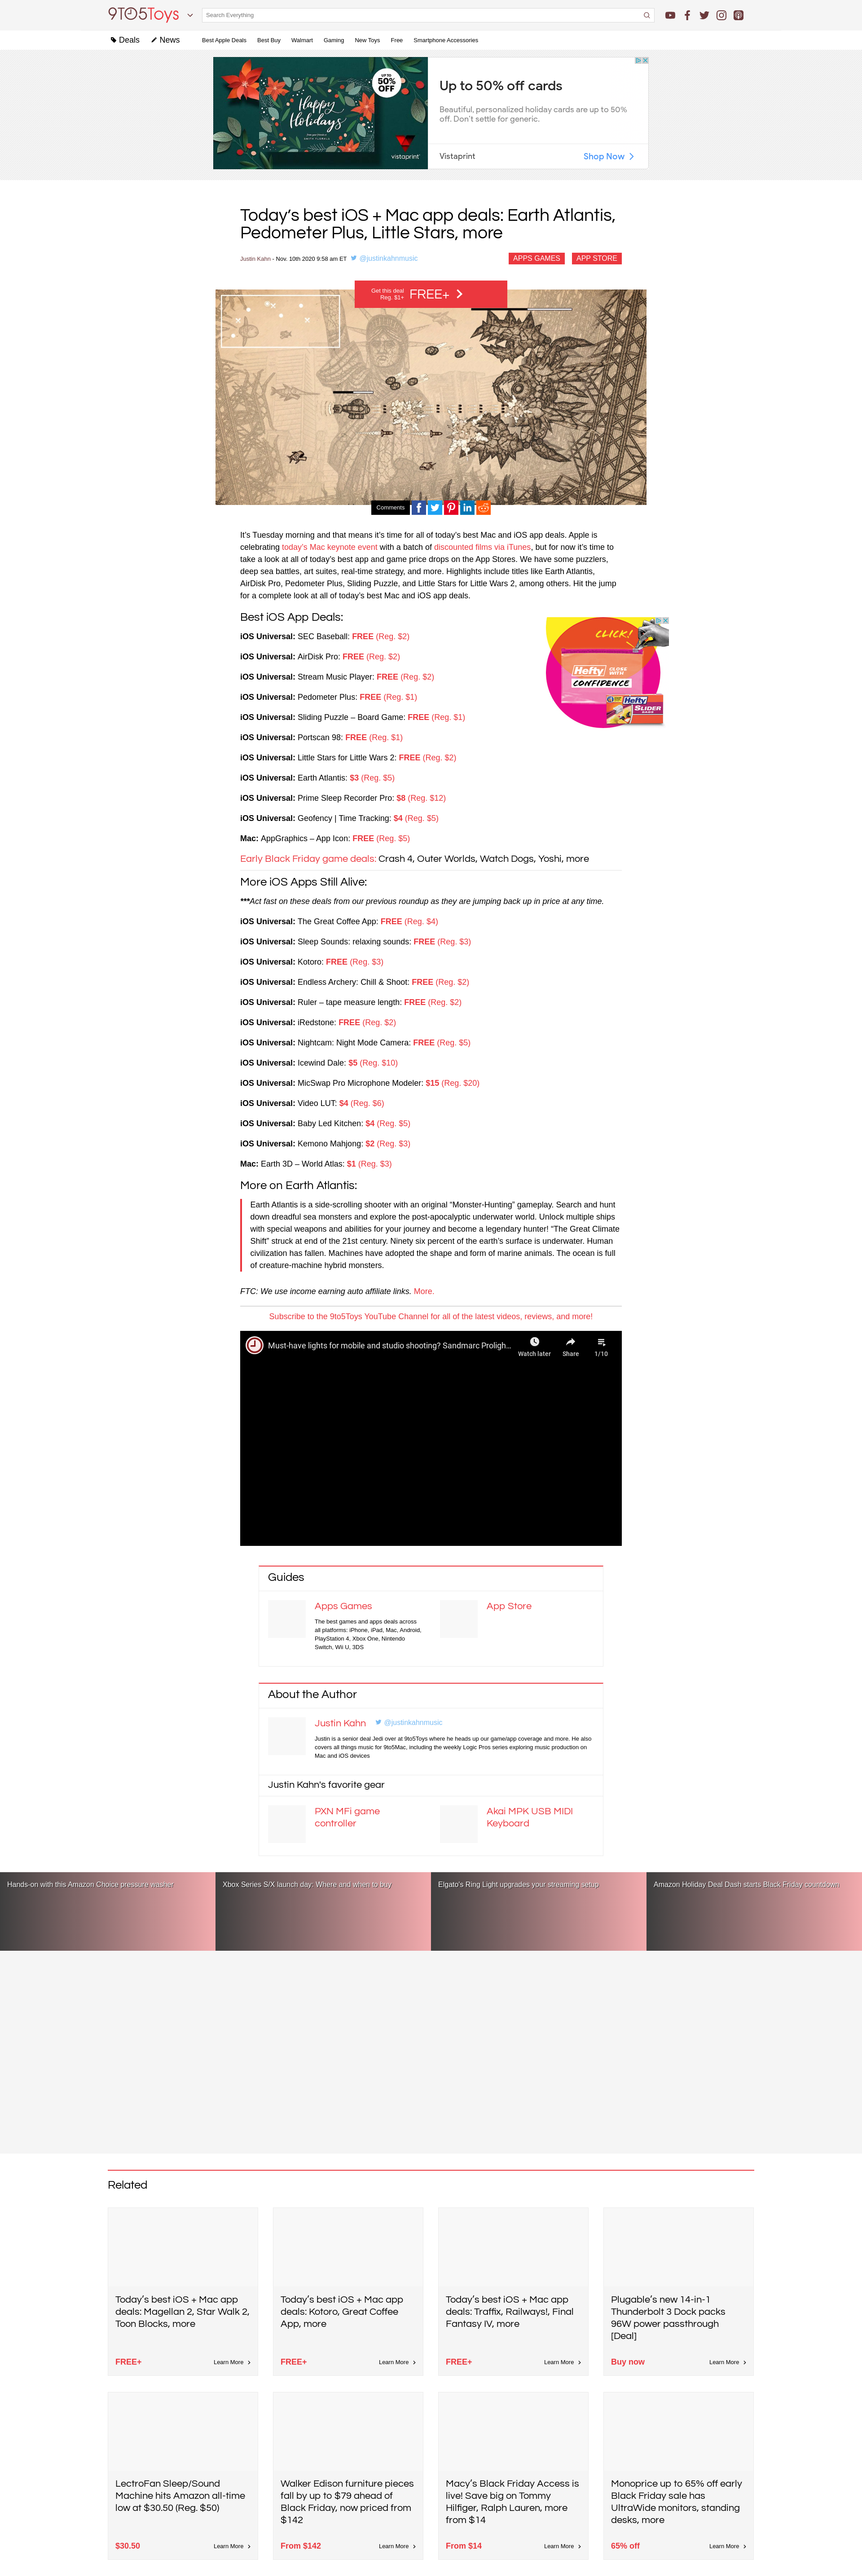 9TO5Toys
Search Everything
Deals
News
Best Apple Deals
Best Buy
Walmart
Gaming
New Toys
Free
Smartphone Accessories
Happy
Holidays
UP TO
50%
OFF
vistaprint
Up to 50% off cards
Beautiful, personalized holiday cards are up to 50%
off. Don't settle for generic.
Vistaprint
Shop Now
Today's best iOS + Mac app deals: Earth Atlantis,
Pedometer Plus, Little Stars, more
Justin Kahn - Nov. 10th 2020 9:58 am ET @justinkahnmusic
APPS GAMES
APP STORE
Get this deal
Reg. $1+
FREE+
Comments
It's Tuesday morning and that means it's time for all of today's best Mac and iOS app deals. Apple is
celebrating today's Mac keynote event with a batch of discounted films via iTunes, but for now it's time to
take a look at all of today's best app and game price drops on the App Stores. We have some puzzlers,
deep sea battles, art suites, real-time strategy, and more. Highlights include titles like Earth Atlantis,
AirDisk Pro, Pedometer Plus, Sliding Puzzle, and Little Stars for Little Wars 2, among others. Hit the jump
for a complete look at all of today's best Mac and iOS app deals.
Best iOS App Deals:
iOS Universal: SEC Baseball: FREE (Reg. $2)
iOS Universal: AirDisk Pro: FREE (Reg. $2)
iOS Universal: Stream Music Player: FREE (Reg. $2)
iOS Universal: Pedometer Plus: FREE (Reg. $1)
iOS Universal: Sliding Puzzle – Board Game: FREE (Reg. $1)
iOS Universal: Portscan 98: FREE (Reg. $1)
iOS Universal: Little Stars for Little Wars 2: FREE (Reg. $2)
iOS Universal: Earth Atlantis: $3 (Reg. $5)
iOS Universal: Prime Sleep Recorder Pro: $8 (Reg. $12)
iOS Universal: Geofency | Time Tracking: $4 (Reg. $5)
Mac: AppGraphics – App Icon: FREE (Reg. $5)
CLICK!
Hefty
CLOSE WITH
CONFIDENCE
Hefty
SLIDER
BAGS
Early Black Friday game deals: Crash 4, Outer Worlds, Watch Dogs, Yoshi, more
More iOS Apps Still Alive:
***Act fast on these deals from our previous roundup as they are jumping back up in price at any time.
iOS Universal: The Great Coffee App: FREE (Reg. $4)
iOS Universal: Sleep Sounds: relaxing sounds: FREE (Reg. $3)
iOS Universal: Kotoro: FREE (Reg. $3)
iOS Universal: Endless Archery: Chill & Shoot: FREE (Reg. $2)
iOS Universal: Ruler – tape measure length: FREE (Reg. $2)
iOS Universal: iRedstone: FREE (Reg. $2)
iOS Universal: Nightcam: Night Mode Camera: FREE (Reg. $5)
iOS Universal: Icewind Dale: $5 (Reg. $10)
iOS Universal: MicSwap Pro Microphone Modeler: $15 (Reg. $20)
iOS Universal: Video LUT: $4 (Reg. $6)
iOS Universal: Baby Led Kitchen: $4 (Reg. $5)
iOS Universal: Kemono Mahjong: $2 (Reg. $3)
Mac: Earth 3D – World Atlas: $1 (Reg. $3)
More on Earth Atlantis:
Earth Atlantis is a side-scrolling shooter with an original "Monster-Hunting" gameplay. Search and hunt
down dreadful sea monsters and explore the post-apocalyptic underwater world. Unlock multiple ships
with special weapons and abilities for your journey and become a legendary hunter! "The Great Climate
Shift" struck at end of the 21st century. Ninety six percent of the earth's surface is underwater. Human
civilization has fallen. Machines have adopted the shape and form of marine animals. The ocean is full
of creature-machine hybrid monsters.
FTC: We use income earning auto affiliate links. More.
Subscribe to the 9to5Toys YouTube Channel for all of the latest videos, reviews, and more!
Must-have lights for mobile and studio shooting? Sandmarc Proligh...
Watch later
Share
1/10
Guides
Apps Games
The best games and apps deals across
all platforms: iPhone, iPad, Mac, Android,
PlayStation 4, Xbox One, Nintendo
Switch, Wii U, 3DS
App Store
About the Author
Justin Kahn @justinkahnmusic
Justin is a senior deal Jedi over at 9to5Toys where he heads up our game/app coverage and more. He also
covers all things music for 9to5Mac, including the weekly Logic Pros series exploring music production on
Mac and iOS devices
Justin Kahn's favorite gear
PXN MFi game
controller
Akai MPK USB MIDI
Keyboard
Hands-on with this Amazon Choice pressure washer
Xbox Series S/X launch day: Where and when to buy
Elgato's Ring Light upgrades your streaming setup
Amazon Holiday Deal Dash starts Black Friday countdown
Related
Today's best iOS + Mac app
deals: Magellan 2, Star Walk 2,
Toon Blocks, more
FREE+
Learn More
Today's best iOS + Mac app
deals: Kotoro, Great Coffee
App, more
FREE+
Learn More
Today's best iOS + Mac app
deals: Traffix, Railways!, Final
Fantasy IV, more
FREE+
Learn More
Plugable's new 14-in-1
Thunderbolt 3 Dock packs
96W power passthrough
[Deal]
Buy now
Learn More
LectroFan Sleep/Sound
Machine hits Amazon all-time
low at $30.50 (Reg. $50)
$30.50
Learn More
Walker Edison furniture pieces
fall by up to $79 ahead of
Black Friday, now priced from
$142
From $142
Learn More
Macy's Black Friday Access is
live! Save big on Tommy
Hilfiger, Ralph Lauren, more
from $14
From $14
Learn More
Monoprice up to 65% off early
Black Friday sale has
UltraWide monitors, standing
desks, more
65% off
Learn More